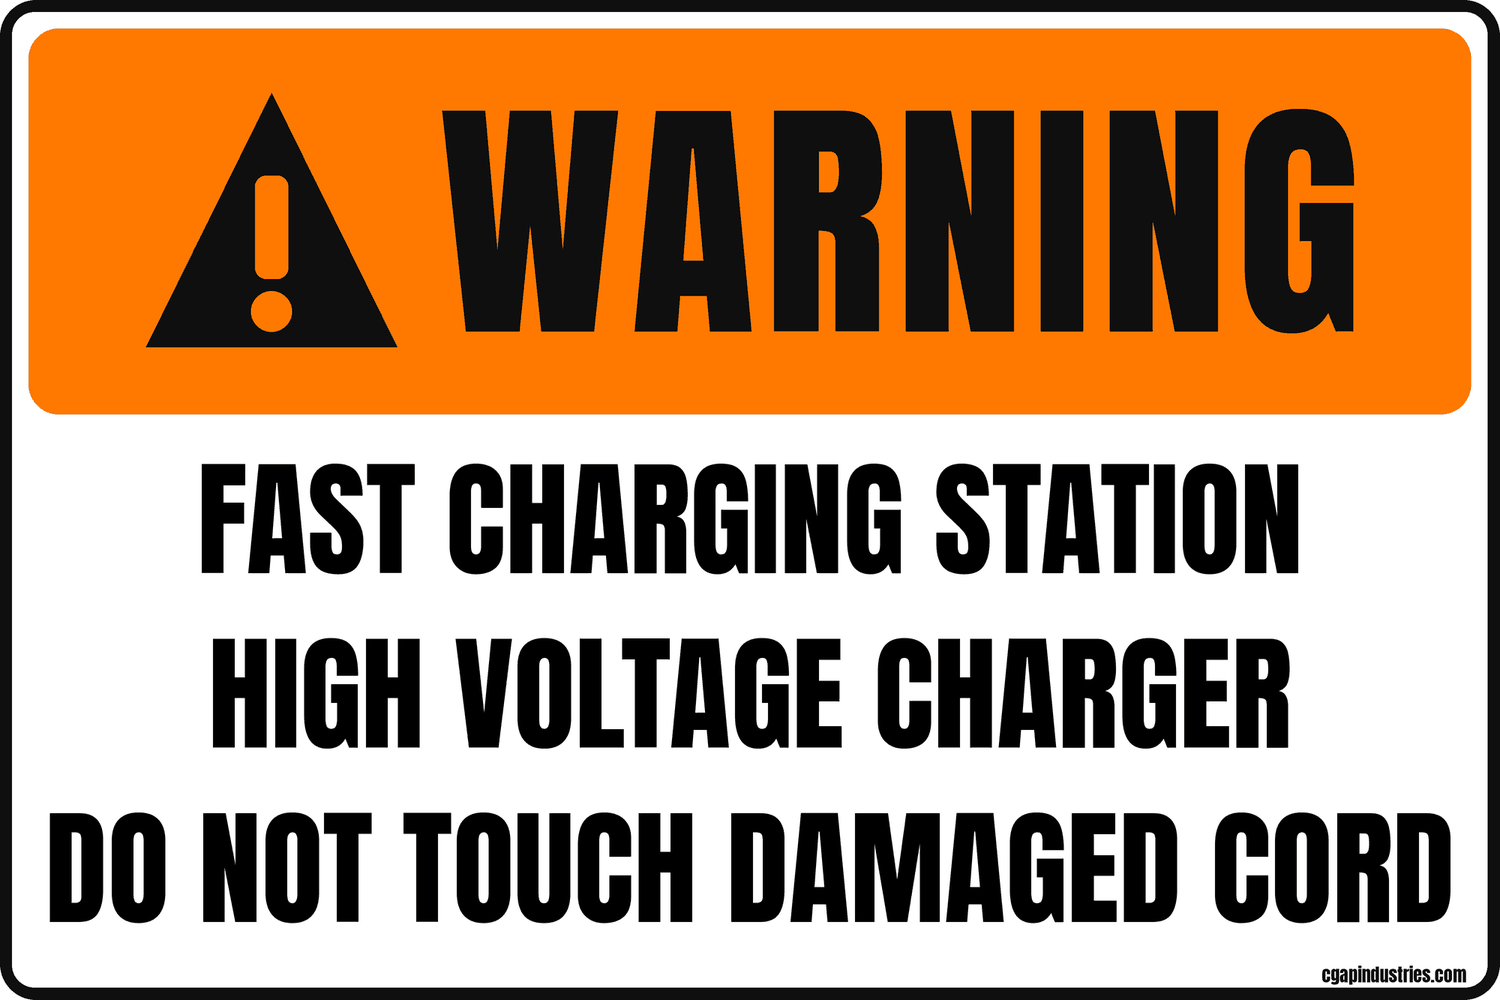 WARNING
FAST CHARGING STATION
HIGH VOLTAGE CHARGER
DO NOT TOUCH DAMAGED CORD
cgapindustries.com